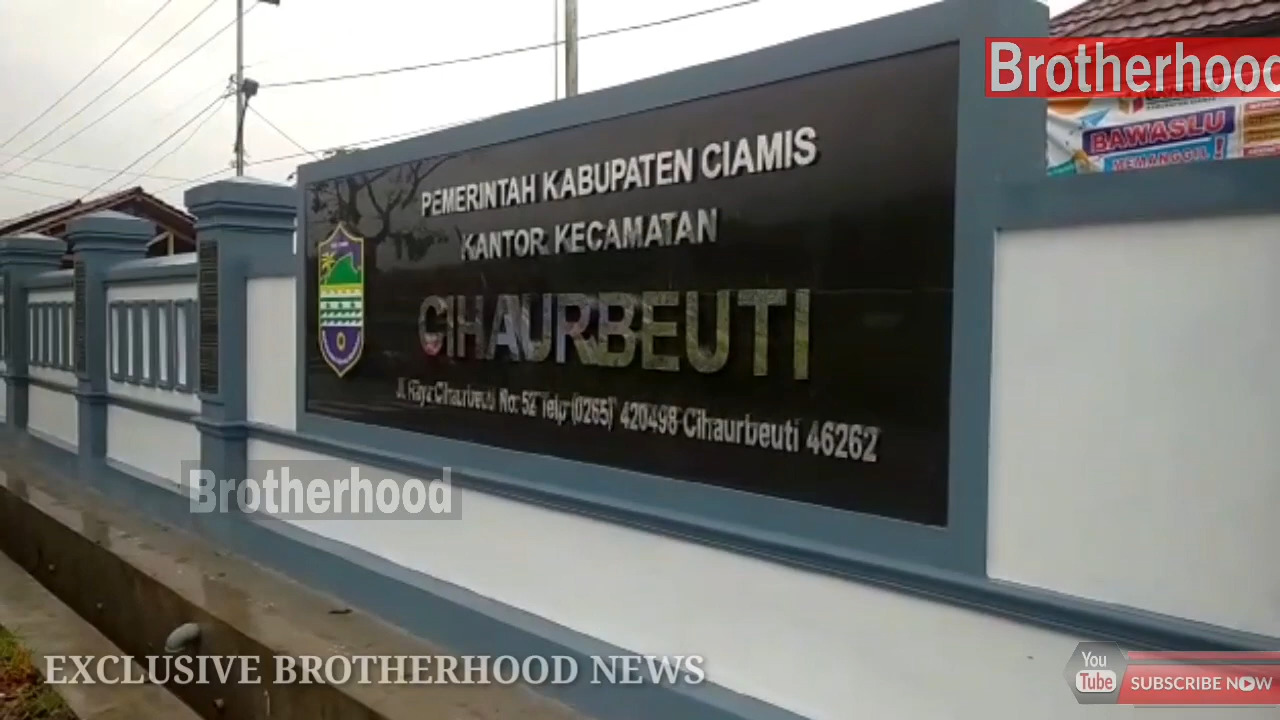 Brotherhood
BAWASLU
MEMANGGIL!
PEMERINTAH KABUPATEN CIAMIS
KANTOR KECAMATAN
CIHAURBEUTI
Jl. Raya Cihaurbeuti No: 52 Telp (0265) 420498 Cihaurbeuti 46262
Brotherhood
EXCLUSIVE BROTHERHOOD NEWS
You Tube
SUBSCRIBE NOW